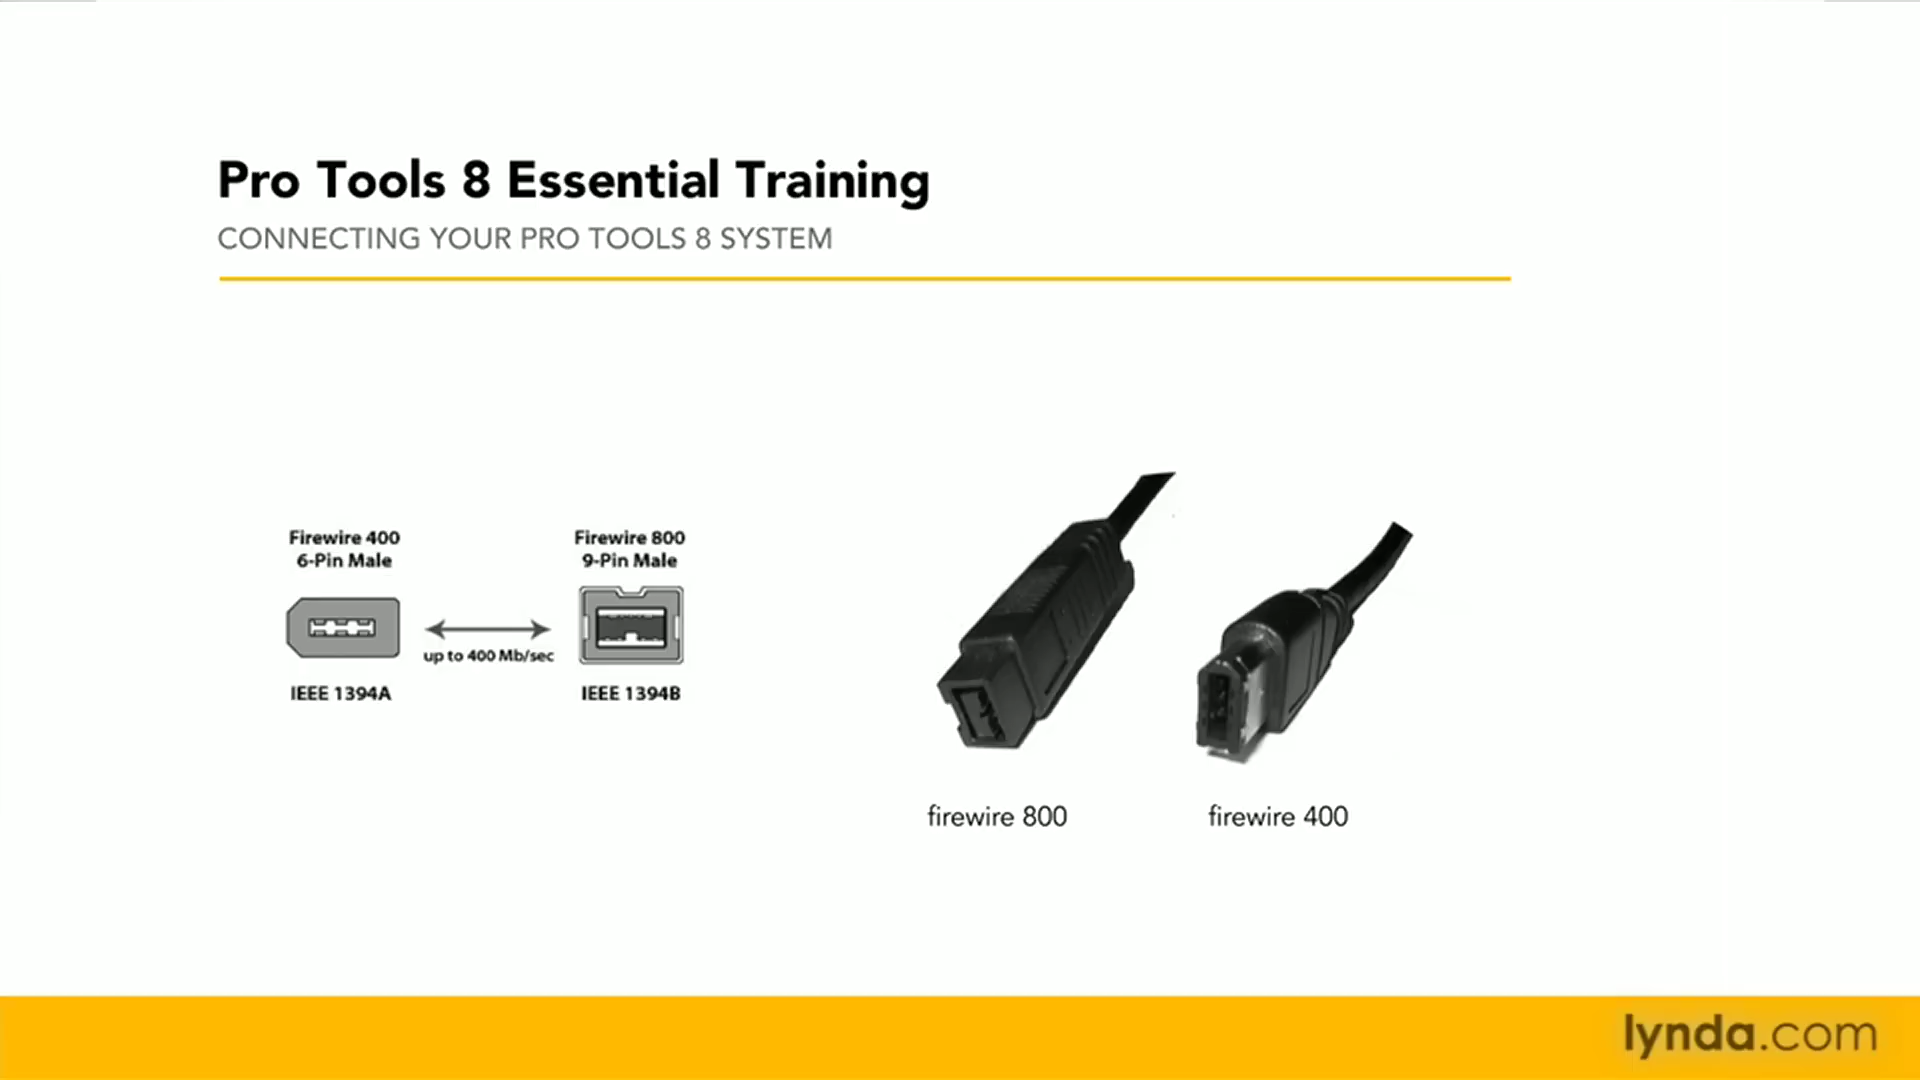 Pro Tools 8 Essential Training
CONNECTING YOUR PRO TOOLS 8 SYSTEM
Firewire 400
6-Pin Male
Firewire 800
9-Pin Male
up to 400 Mb/sec
IEEE 1394A
IEEE 1394B
firewire 800
firewire 400
lynda.com